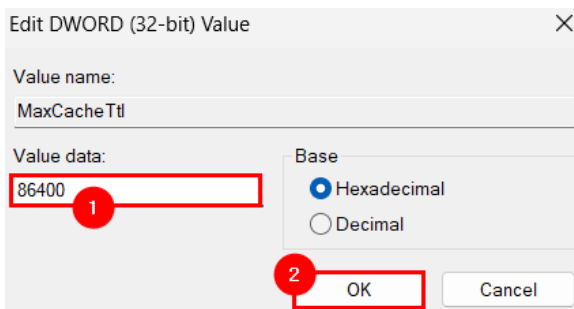 Edit DWORD (32-bit) Value
Value name:
MaxCacheTtl
Value data:
86400
1
Base
Hexadecimal
Decimal
2
OK
Cancel